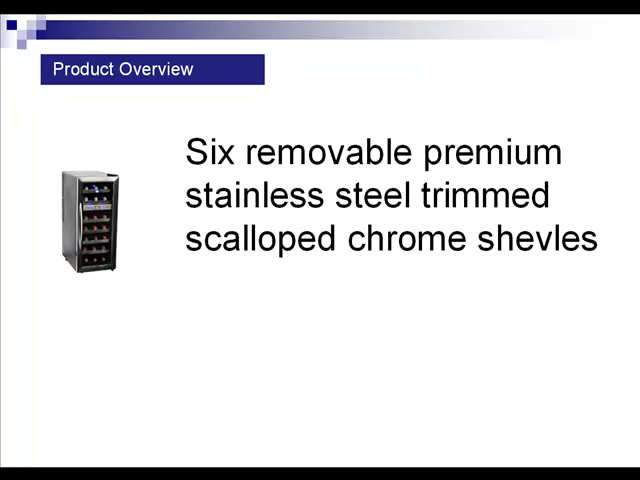 Product Overview
Six removable premium
stainless steel trimmed
scalloped chrome shevles